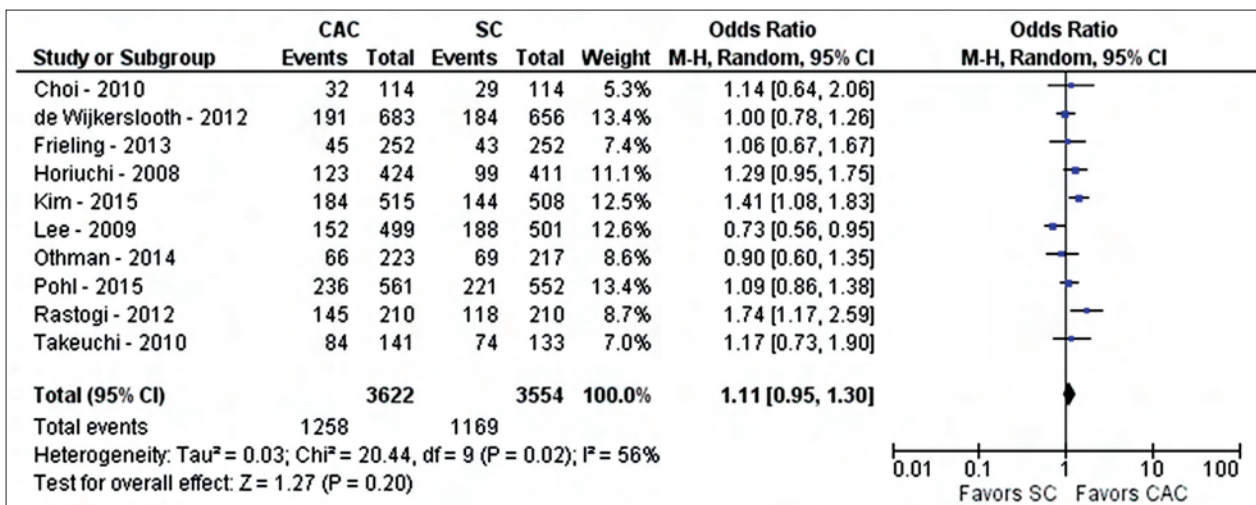 CAC SC Odds Ratio Odds Ratio
Study or Subgroup Events Total Events Total Weight M-H, Random, 95% CI M-H, Random, 95% CI
Choi - 2010 32 114 29 114 5.3% 1.14 [0.64, 2.06]
de Wijkerslooth - 2012 191 683 184 656 13.4% 1.00 [0.78, 1.26]
Frieling - 2013 45 252 43 252 7.4% 1.06 [0.67, 1.67]
Horiuchi - 2008 123 424 99 411 11.1% 1.29 [0.95, 1.75]
Kim - 2015 184 515 144 508 12.5% 1.41 [1.08, 1.83]
Lee - 2009 152 499 188 501 12.6% 0.73 [0.56, 0.95]
Othman - 2014 66 223 69 217 8.6% 0.90 [0.60, 1.35]
Pohl - 2015 236 561 221 552 13.4% 1.09 [0.86, 1.38]
Rastogi - 2012 145 210 118 210 8.7% 1.74 [1.17, 2.59]
Takeuchi - 2010 84 141 74 133 7.0% 1.17 [0.73, 1.90]
Total (95% CI) 3622 3554 100.0% 1.11 [0.95, 1.30]
Total events 1258 1169
Heterogeneity: Tau² = 0.03; Chi² = 20.44, df = 9 (P = 0.02); I² = 56%
Test for overall effect: Z = 1.27 (P = 0.20)
0.01 0.1 1 10 100
Favors SC Favors CAC